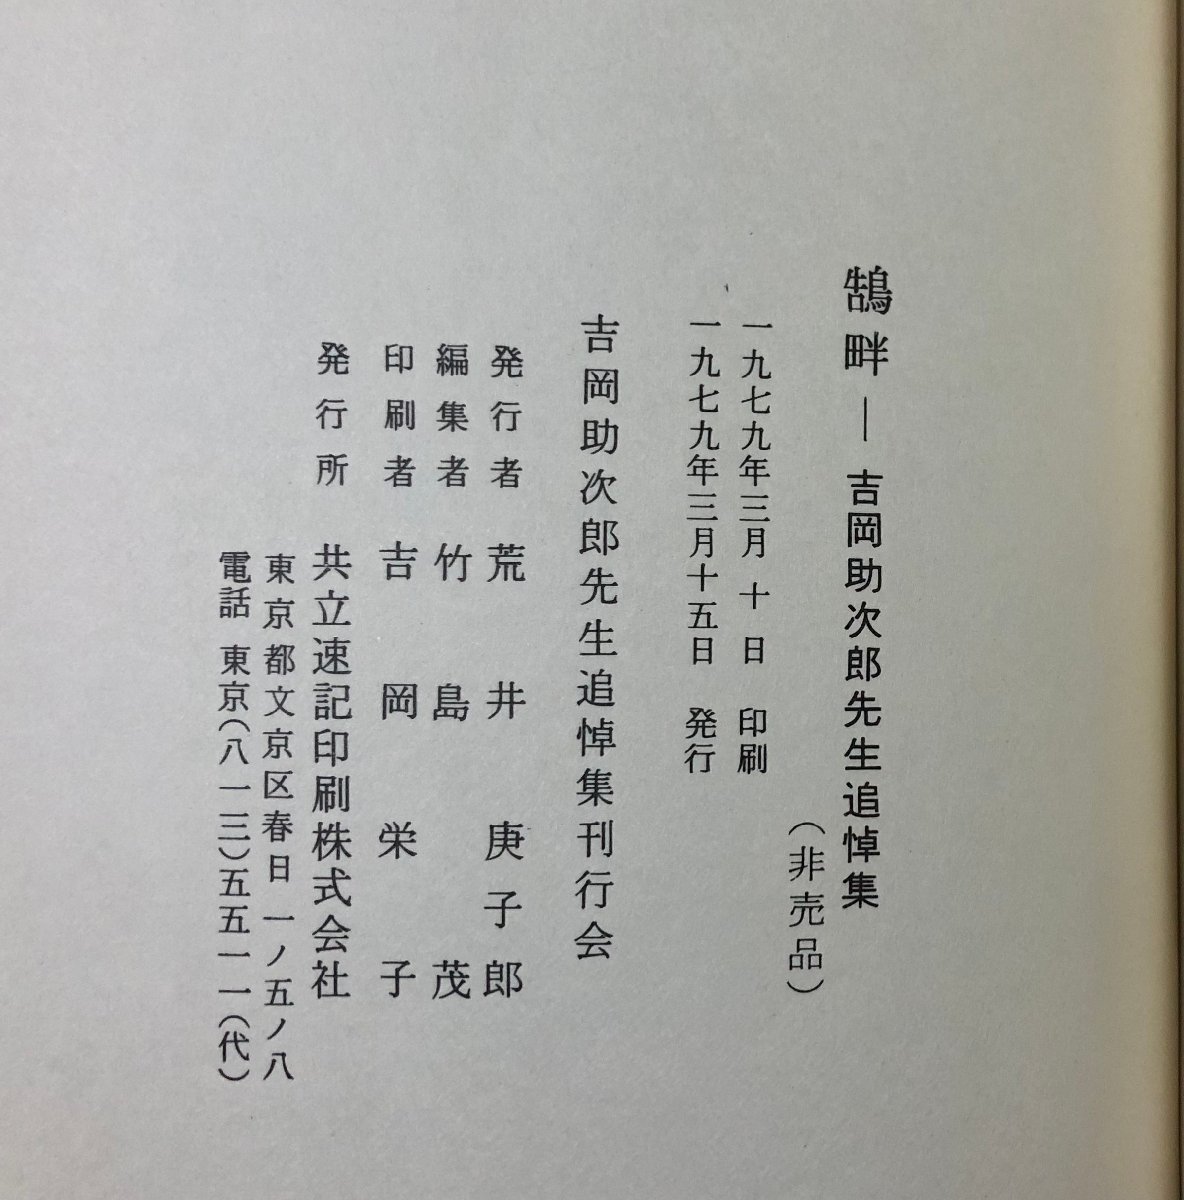 鵠畔―吉岡助次郎先生追悼集
（非売品）
一九七九年三月十日 印刷
一九七九年三月十五日 発行
吉岡助次郎先生追悼集刊行会
発行者 荒井庚子郎
編集者 竹島茂
印刷者 吉岡栄子
発行所 共立速記印刷株式会社
東京都文京区春日一ノ五ノ八
電話 東京（八一三）五五一一（代）